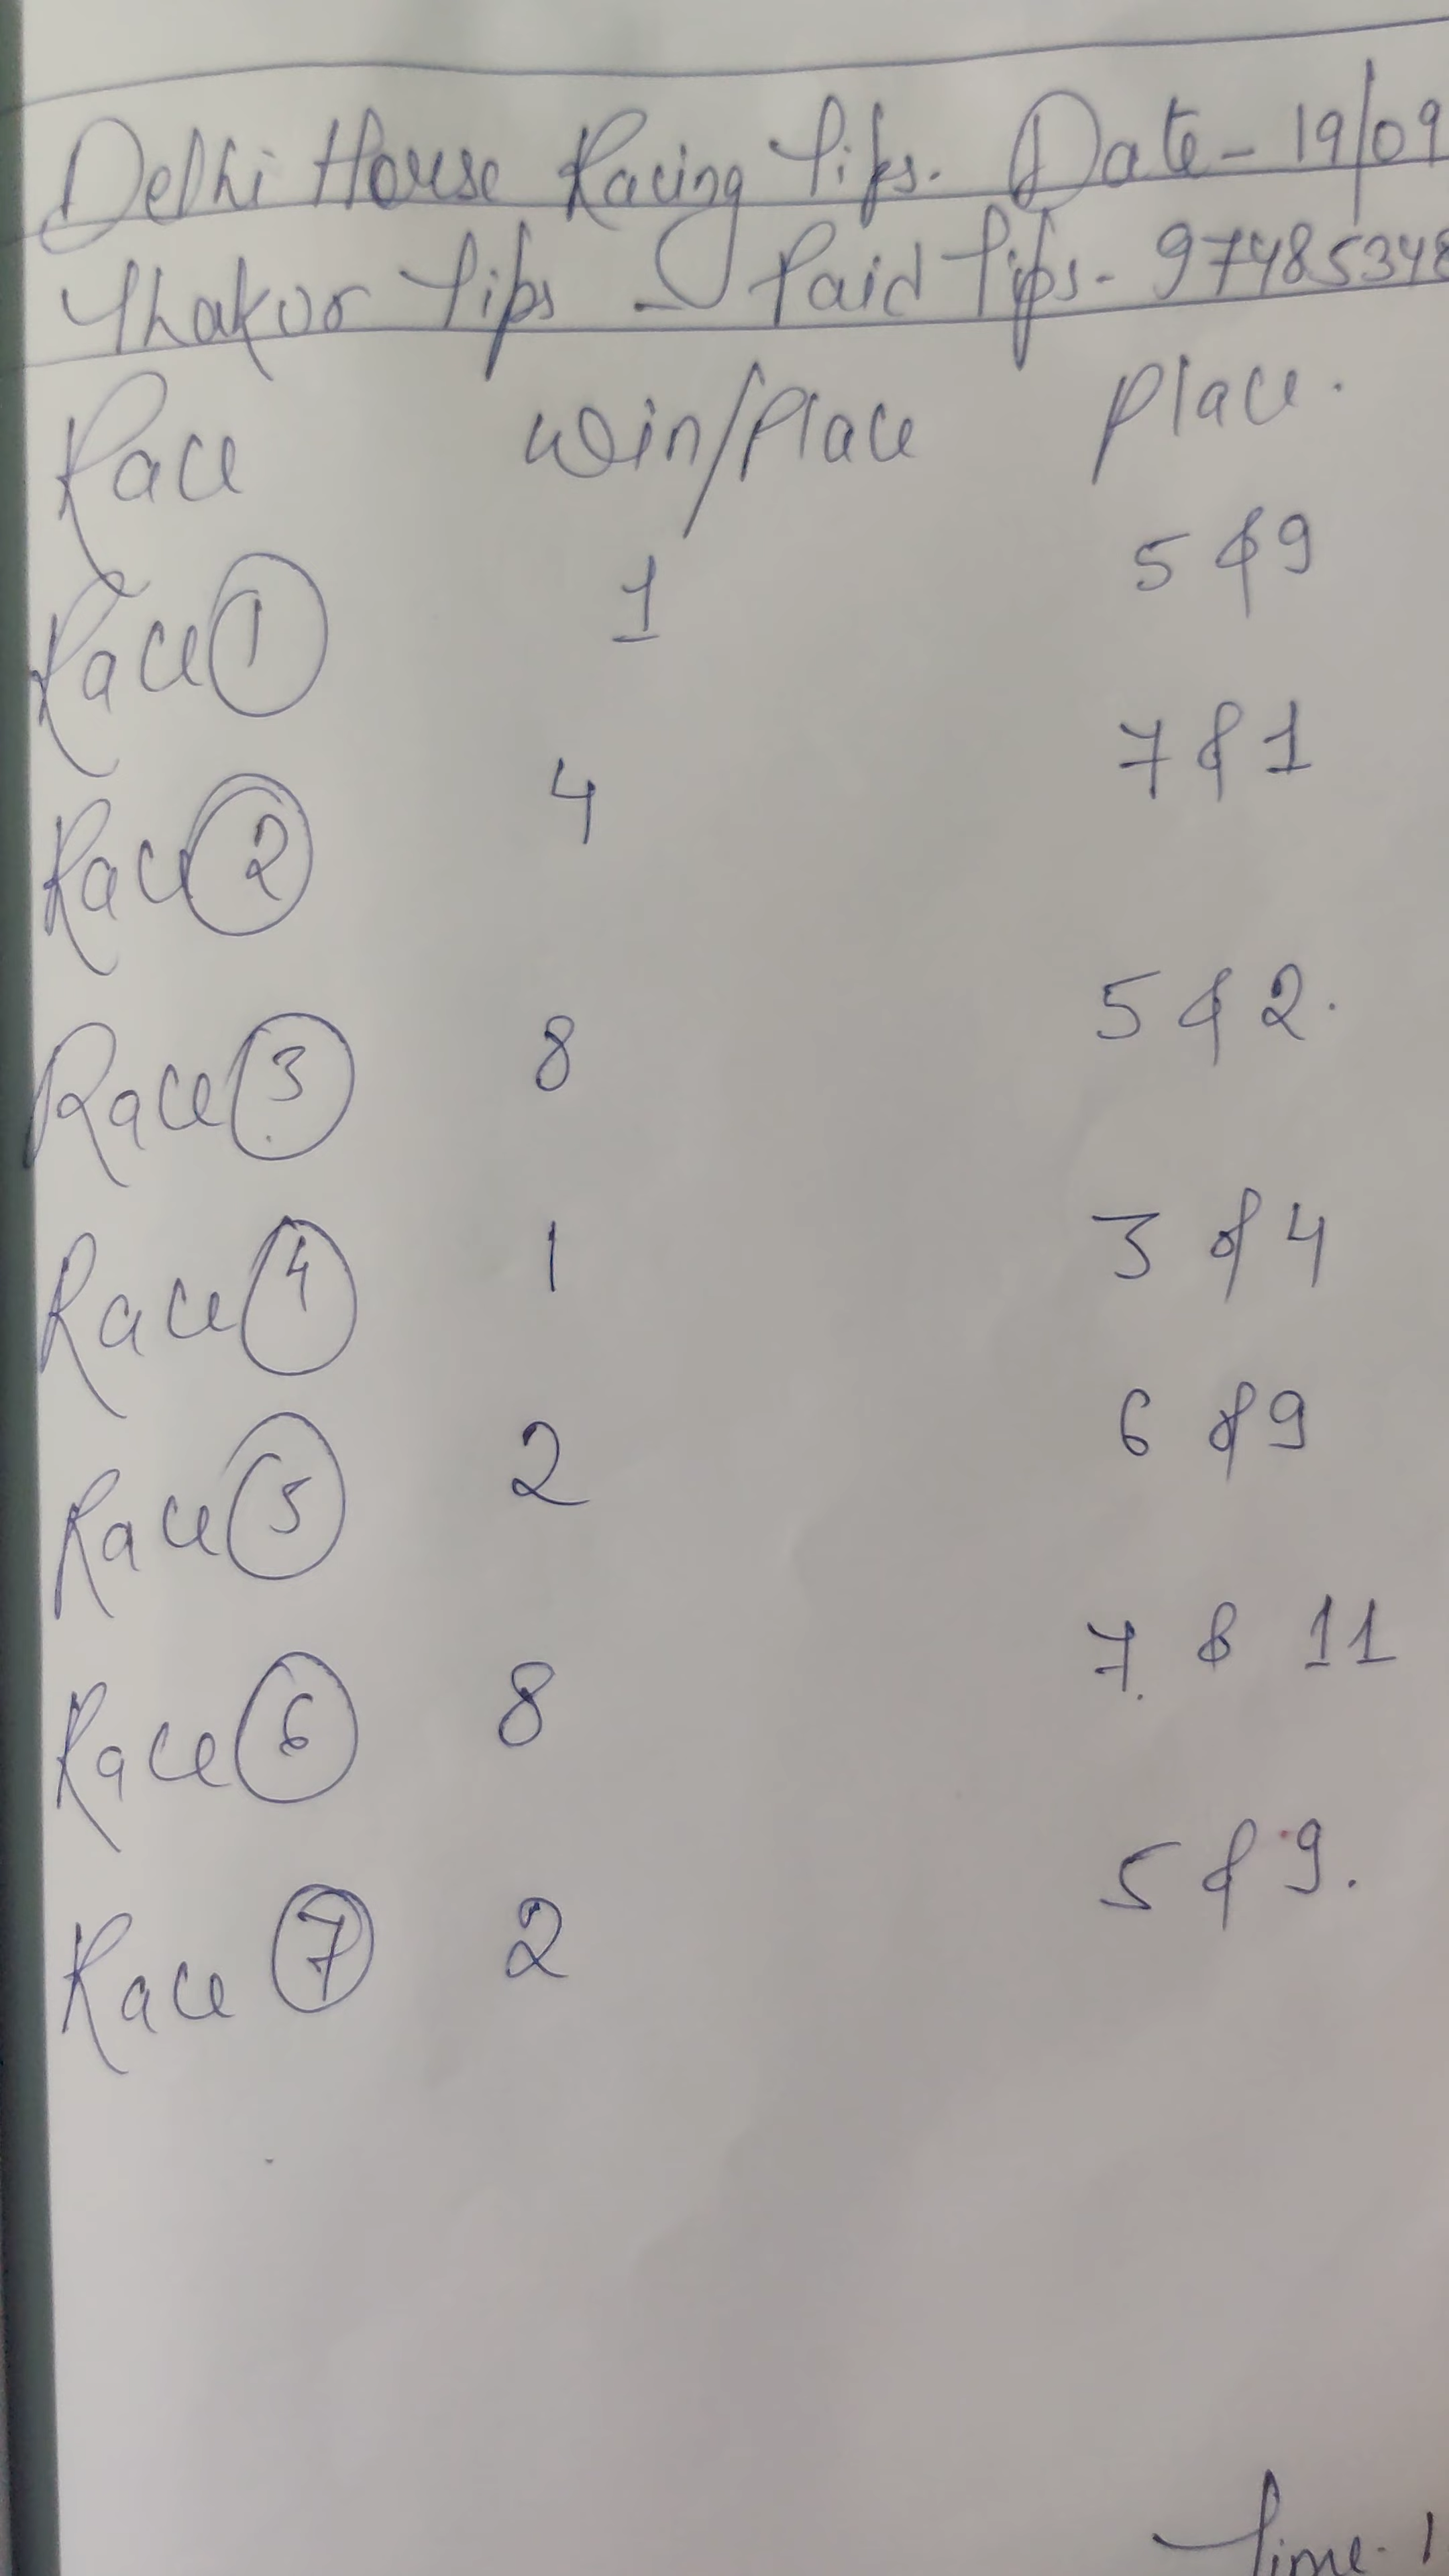 Delhi Horse Racing Tips. Date - 19/09
Thakur Tips - Paid Tips - 97485348
Race Win/Place Place.
Race 1 1 5 & 9
Race 2 4 7 & 1
Race 3 8 5 & 2.
Race 4 1 3 & 4
Race 5 2 6 & 9
Race 6 8 7 & 11
Race 7 2 5 & 9.
Time - 1